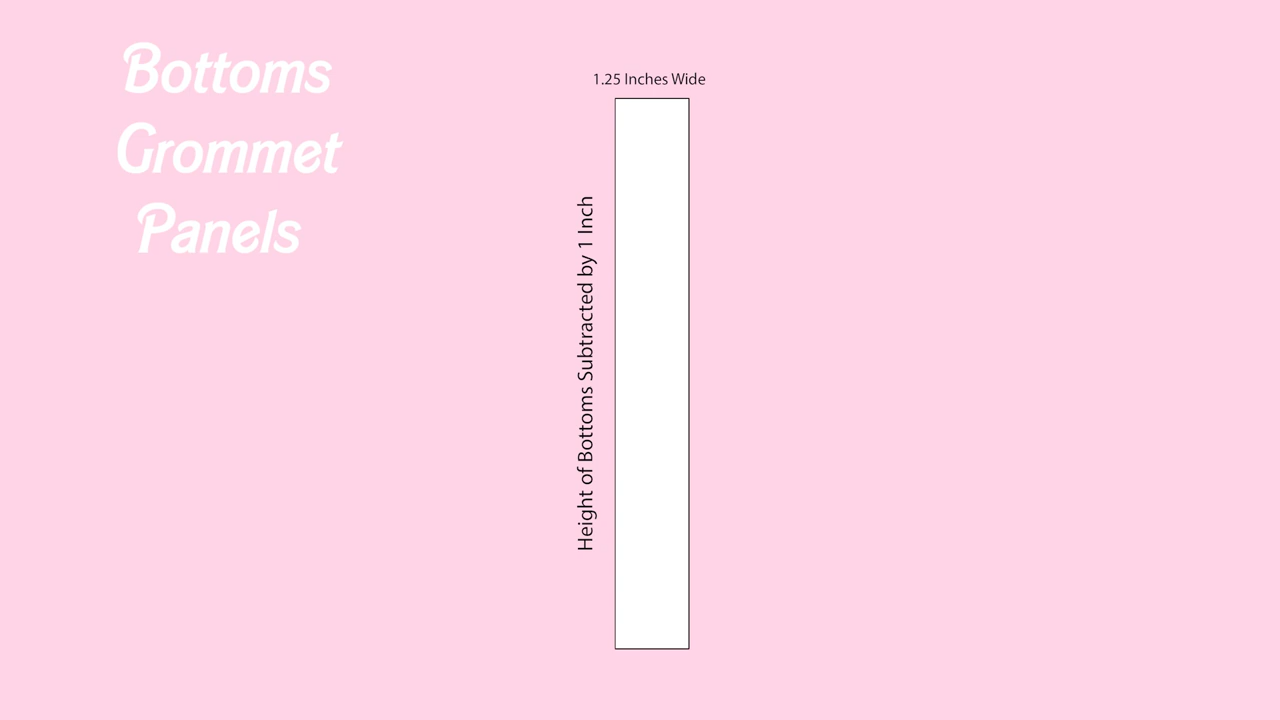 Bottoms
Grommet
Panels
1.25 Inches Wide
Height of Bottoms Subtracted by 1 Inch